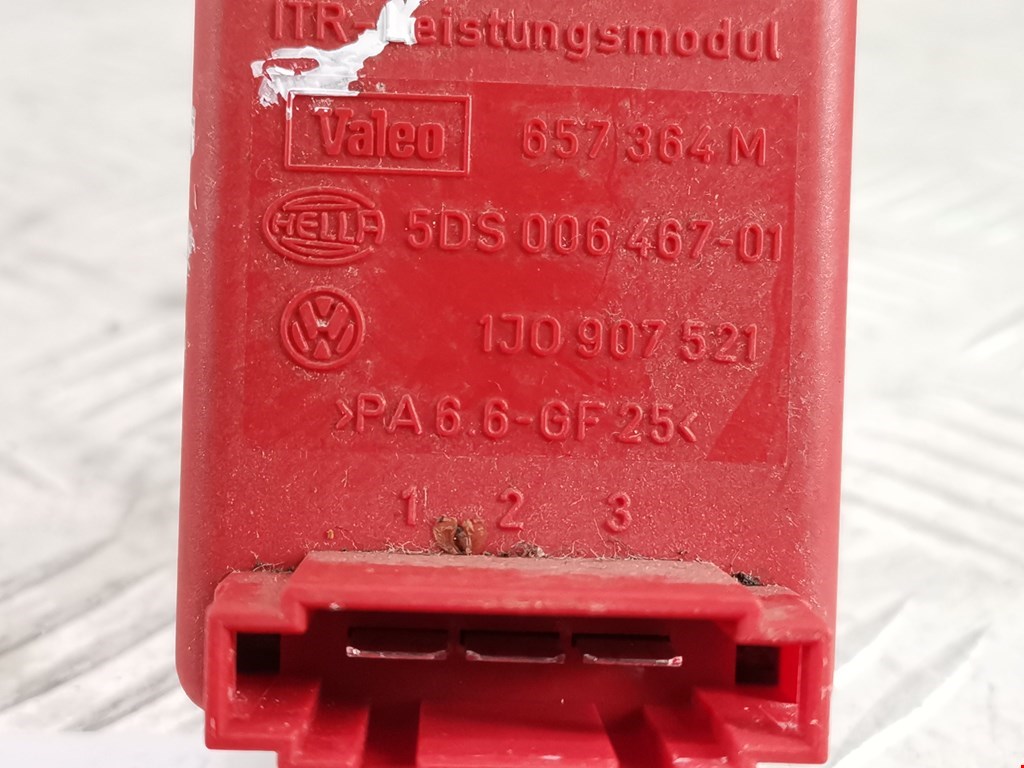 ITR-Leistungsmodul
Valeo 657 364 M
HELLA 5DS 006 467-01
VW 1J0 907 521
>PA 6.6-GF 25<
1 2 3